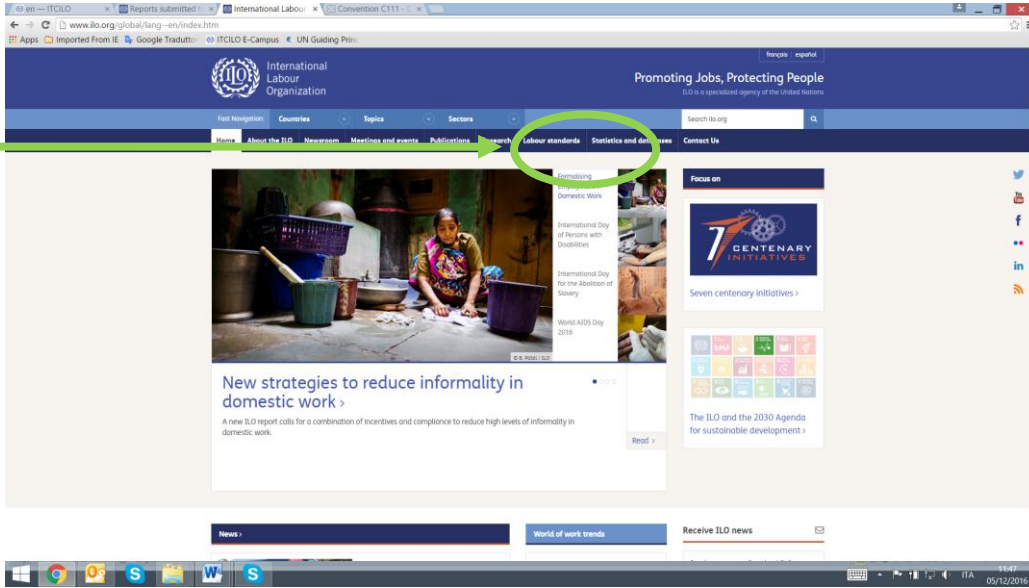 en — ITCILO
Reports submitted t
International Labour
Convention C111 -
www.ilo.org/global/lang--en/index.htm
Apps Imported From IE Google Tradutto ITCILO E-Campus UN Guiding Prin
français español
International
Labour
Organization
Promoting Jobs, Protecting People
ILO is a specialized agency of the United Nations
Fast Navigation Countries Topics Sectors
Search ilo.org
Home About the ILO Newsroom Meetings and events Publications Research Labour standards Statistics and databases Contact Us
Formalising
Domestic Work
International Day
of Persons with
Disabilities
International Day
for the Abolition of
Slavery
World AIDS Day
2016
© B. Patel / ILO
New strategies to reduce informality in
domestic work >
A new ILO report calls for a combination of incentives and compliance to reduce high levels of informality in
domestic work.
Read >
Focus on
7 CENTENARY
INITIATIVES
Seven centenary initiatives >
The ILO and the 2030 Agenda
for sustainable development >
News >
World of work trends
Receive ILO news
ITA
11:47
05/12/2016